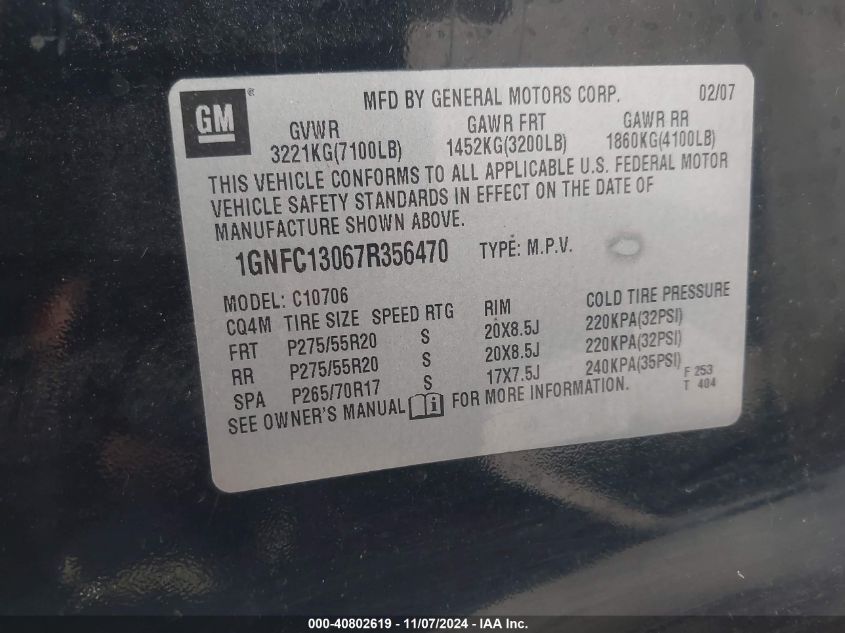 GM® MFD BY GENERAL MOTORS CORP. 02/07
GVWR GAWR FRT GAWR RR
3221KG(7100LB) 1452KG(3200LB) 1860KG(4100LB)
THIS VEHICLE CONFORMS TO ALL APPLICABLE U.S. FEDERAL MOTOR
VEHICLE SAFETY STANDARDS IN EFFECT ON THE DATE OF
MANUFACTURE SHOWN ABOVE.
1GNFC13067R356470 TYPE: M.P.V.
MODEL: C10706
CQ4M TIRE SIZE SPEED RTG RIM COLD TIRE PRESSURE
FRT P275/55R20 S 20X8.5J 220KPA(32PSI)
RR P275/55R20 S 20X8.5J 220KPA(32PSI)
SPA P265/70R17 S 17X7.5J 240KPA(35PSI) F 253
SEE OWNER'S MANUAL FOR MORE INFORMATION. T 404
000-40802619 - 11/07/2024 - IAA Inc.